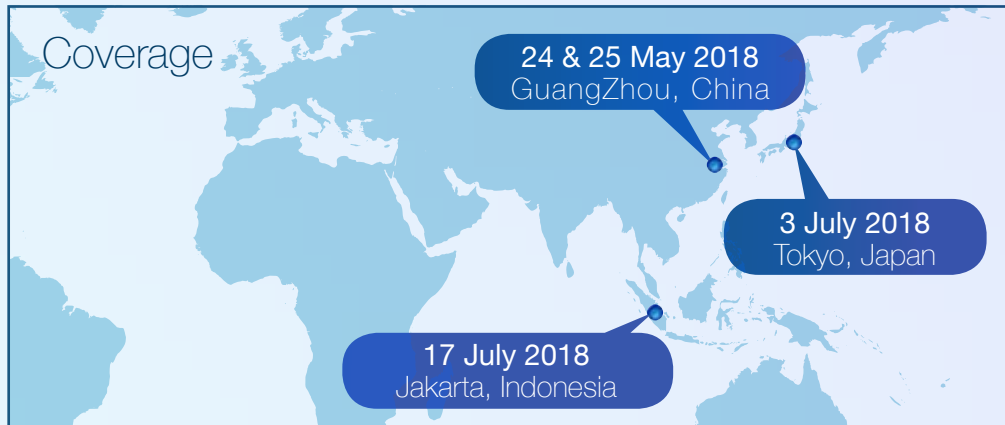 Coverage
24 & 25 May 2018
GuangZhou, China
3 July 2018
Tokyo, Japan
17 July 2018
Jakarta, Indonesia